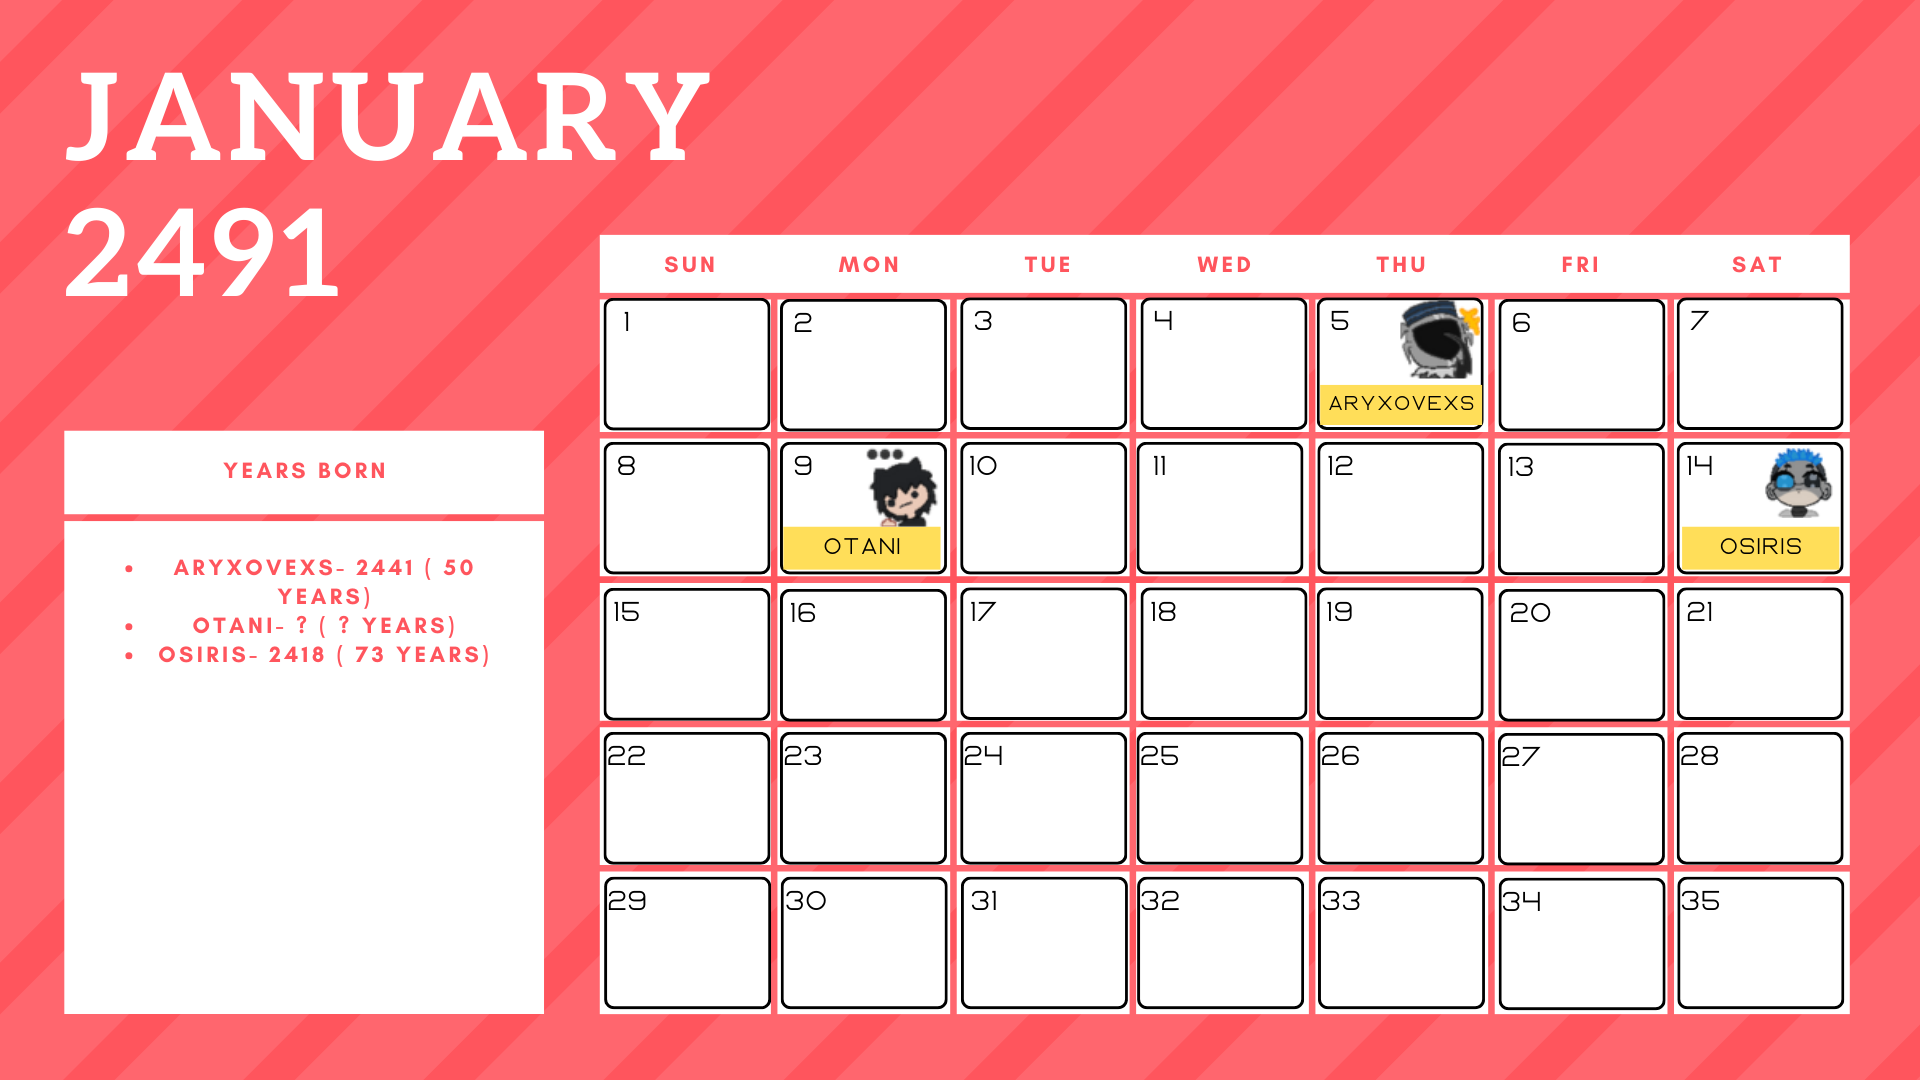 JANUARY
2491
SUN MON TUE WED THU FRI SAT
1 2 3 4 5 6 7
ARYXOVEXS
YEARS BORN
8 9 10 11 12 13 14
OTANI OSIRIS
• ARYXOVEXS- 2441 ( 50
YEARS)
• OTANI- ? ( ? YEARS)
• OSIRIS- 2418 ( 73 YEARS)
15 16 17 18 19 20 21
22 23 24 25 26 27 28
29 30 31 32 33 34 35